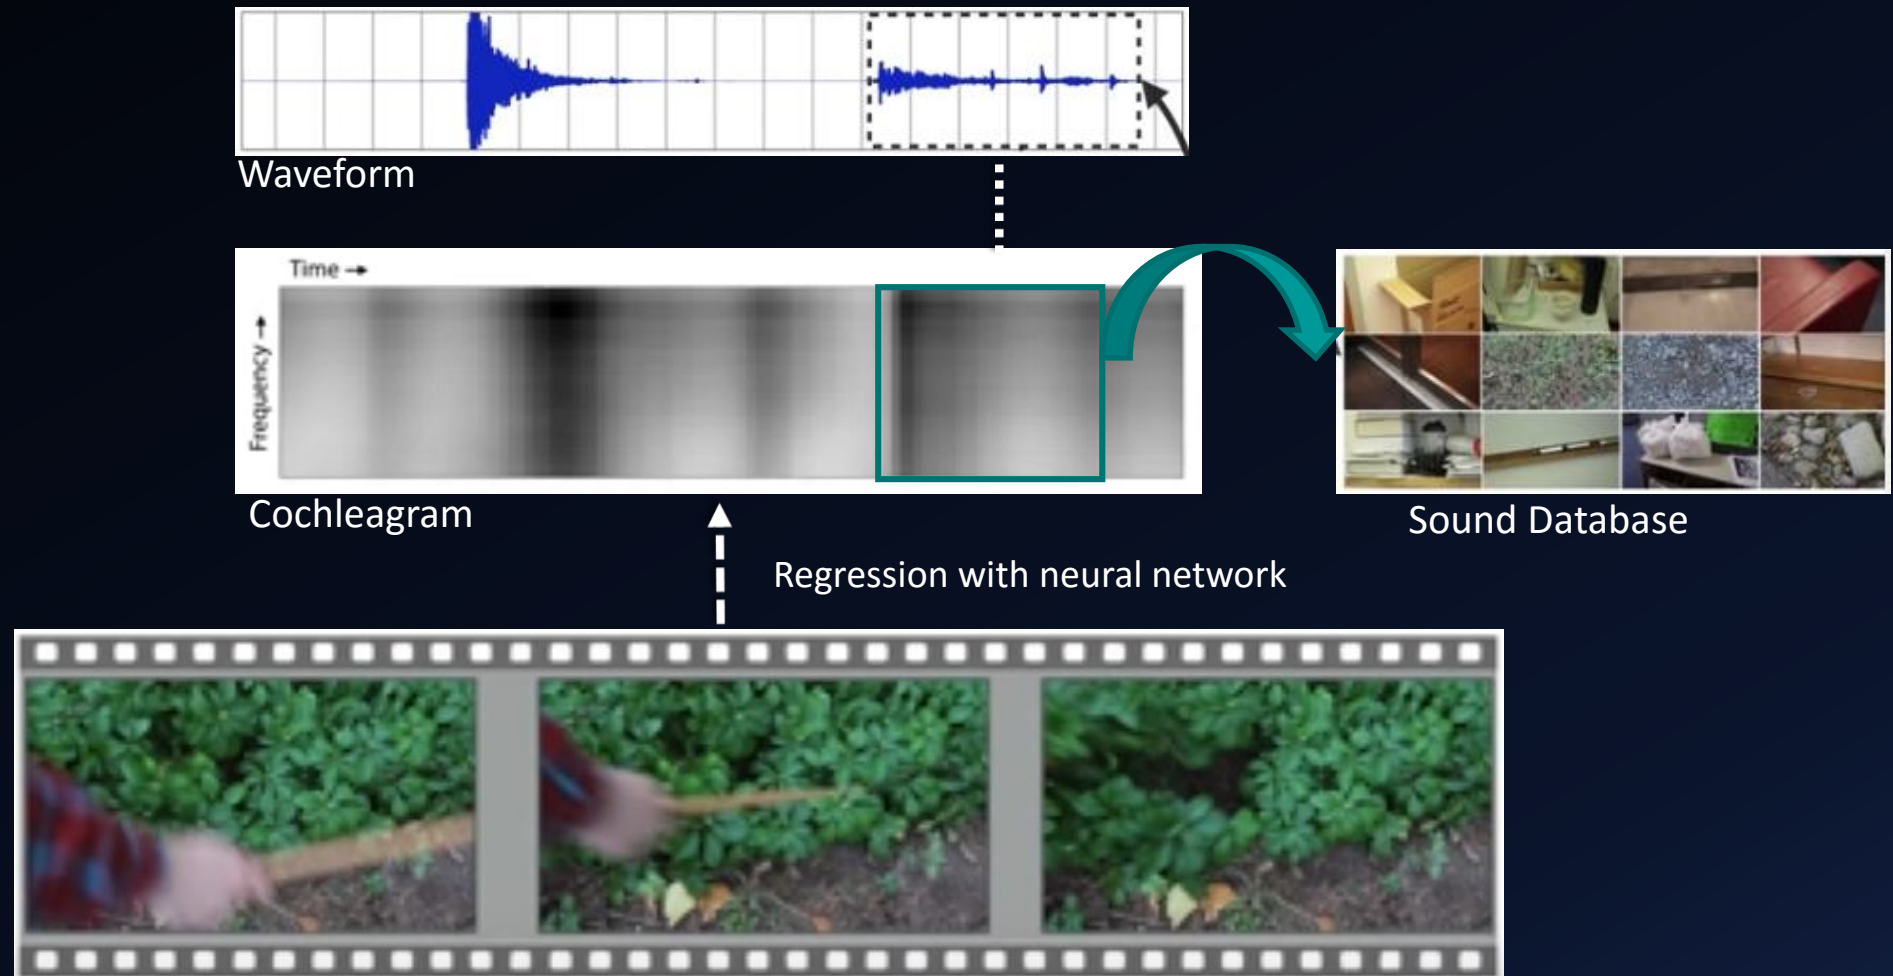 Waveform
Time →
Frequency →
Cochleagram
Sound Database
Regression with neural network